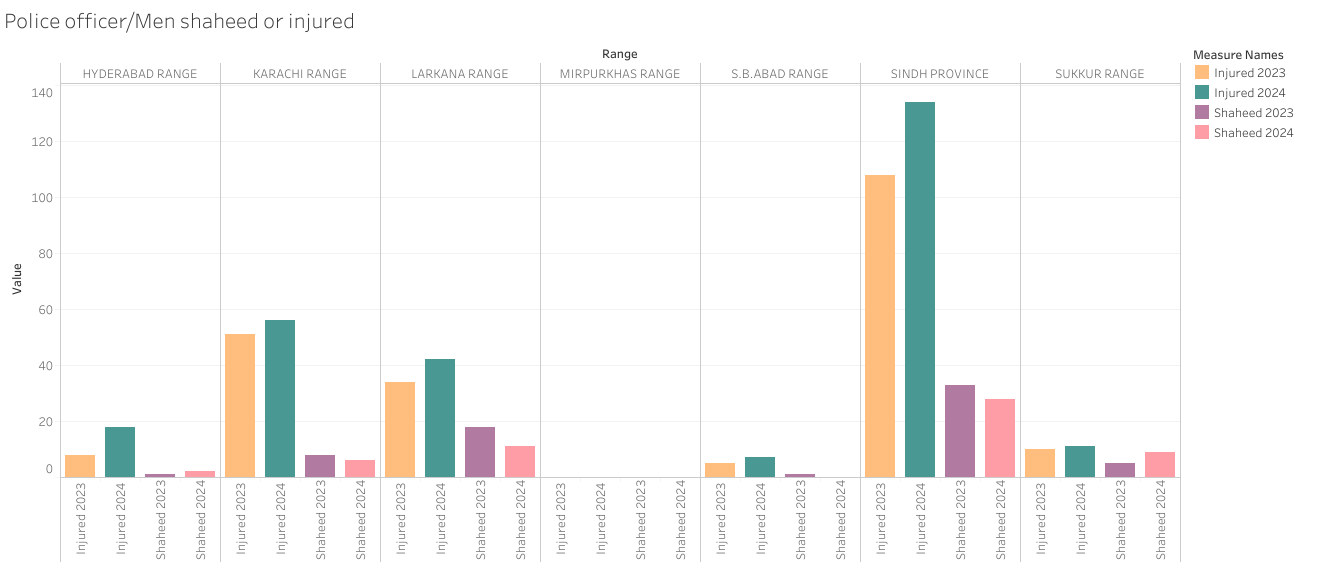 Police officer/Men shaheed or injured
Range
HYDERABAD RANGE KARACHI RANGE LARKANA RANGE MIRPURKHAS RANGE S.B.ABAD RANGE SINDH PROVINCE SUKKUR RANGE
Measure Names
Injured 2023
Injured 2024
Shaheed 2023
Shaheed 2024
Value
140
120
100
80
60
40
20
0
Injured 2023 Injured 2024 Shaheed 2023 Shaheed 2024 Injured 2023 Injured 2024 Shaheed 2023 Shaheed 2024 Injured 2023 Injured 2024 Shaheed 2023 Shaheed 2024 Injured 2023 Injured 2024 Shaheed 2023 Shaheed 2024 Injured 2023 Injured 2024 Shaheed 2023 Shaheed 2024 Injured 2023 Injured 2024 Shaheed 2023 Shaheed 2024 Injured 2023 Injured 2024 Shaheed 2023 Shaheed 2024